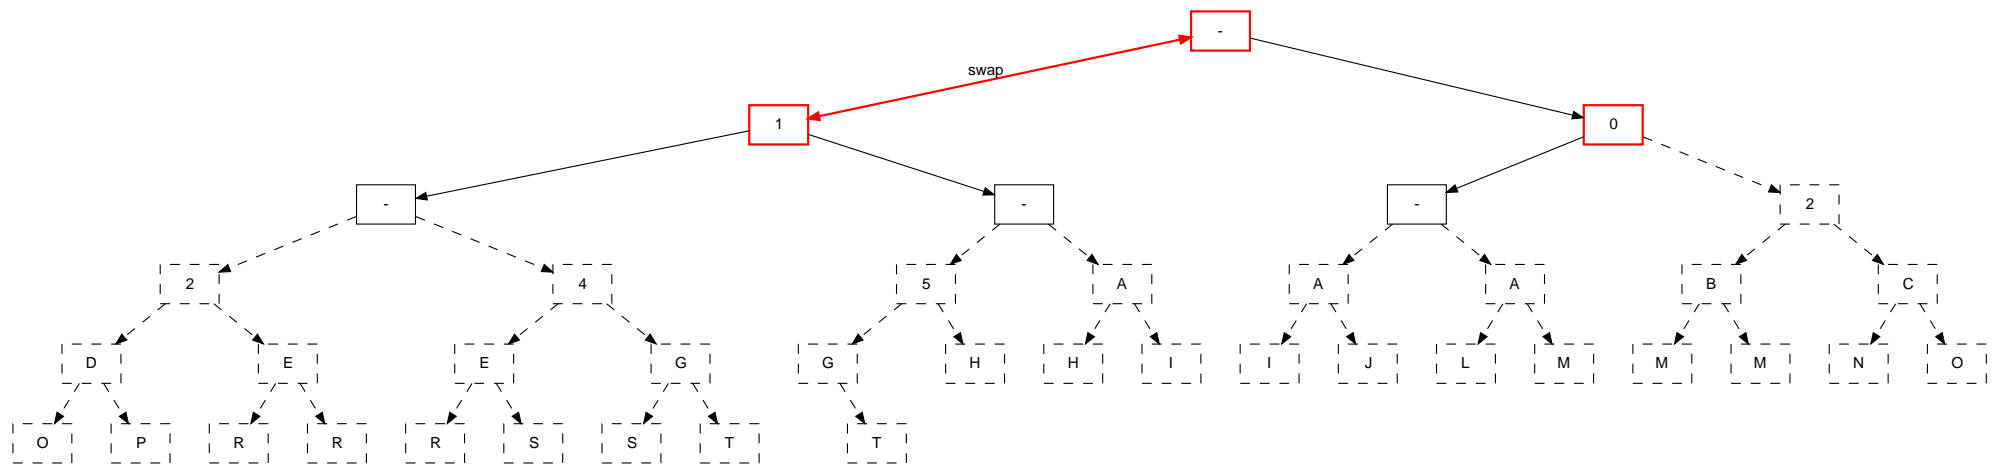 -
swap
1 0
- - - 2
2 4 5 A A A B C
D E E G G H H I I J L M M M N O
O P R R R S S T T